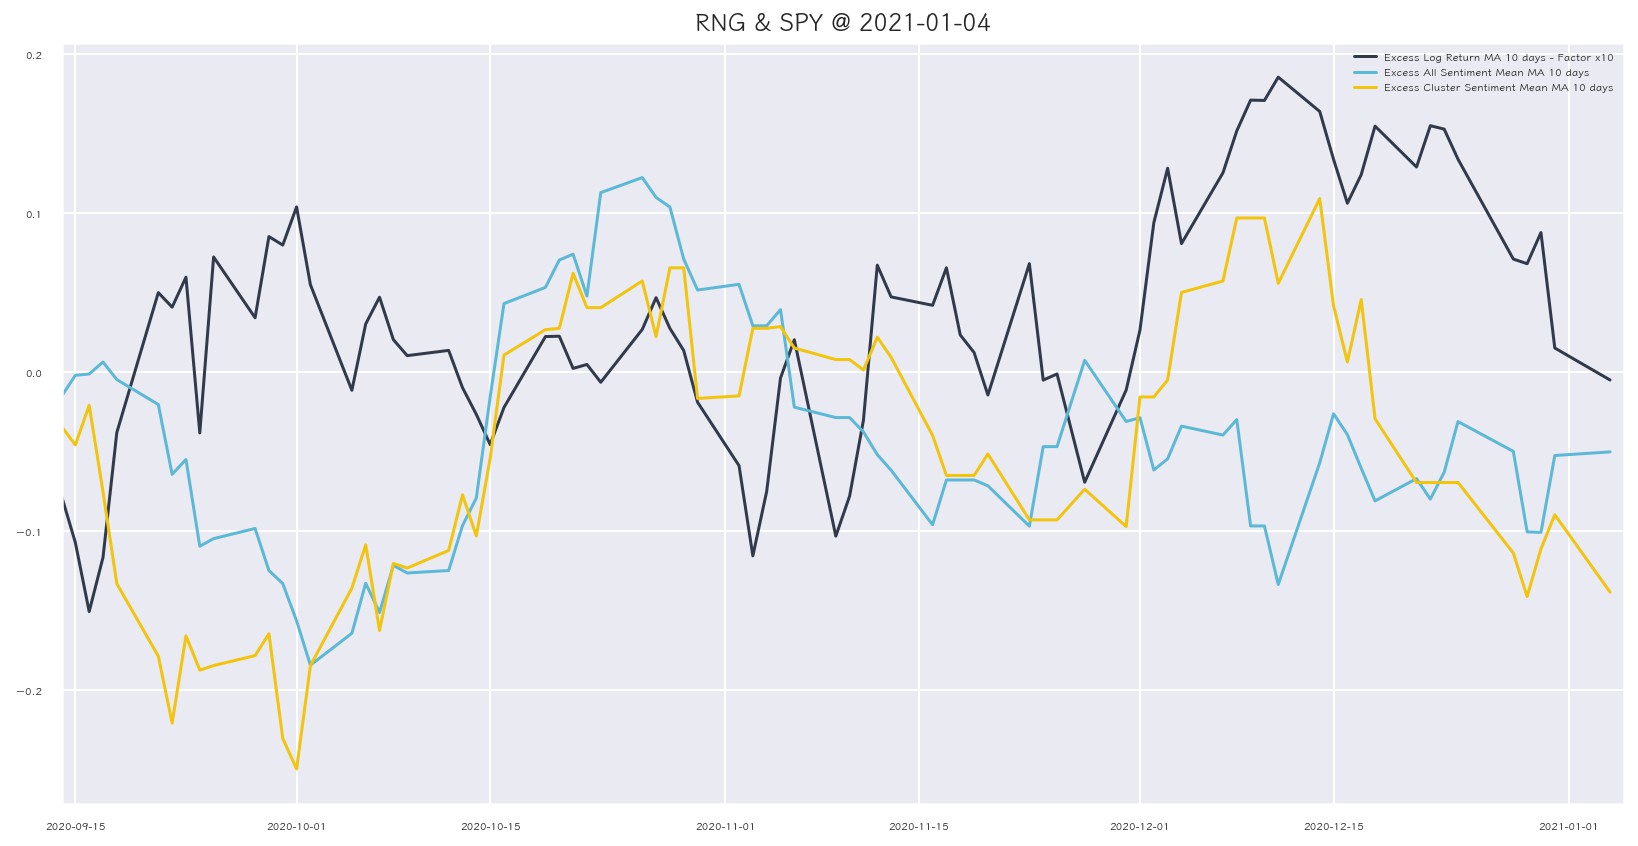 RNG & SPY @ 2021-01-04
Excess Log Return MA 10 days - Factor x10
Excess All Sentiment Mean MA 10 days
Excess Cluster Sentiment Mean MA 10 days
0.2
0.1
0.0
−0.1
−0.2
2020-09-15 2020-10-01 2020-10-15 2020-11-01 2020-11-15 2020-12-01 2020-12-15 2021-01-01